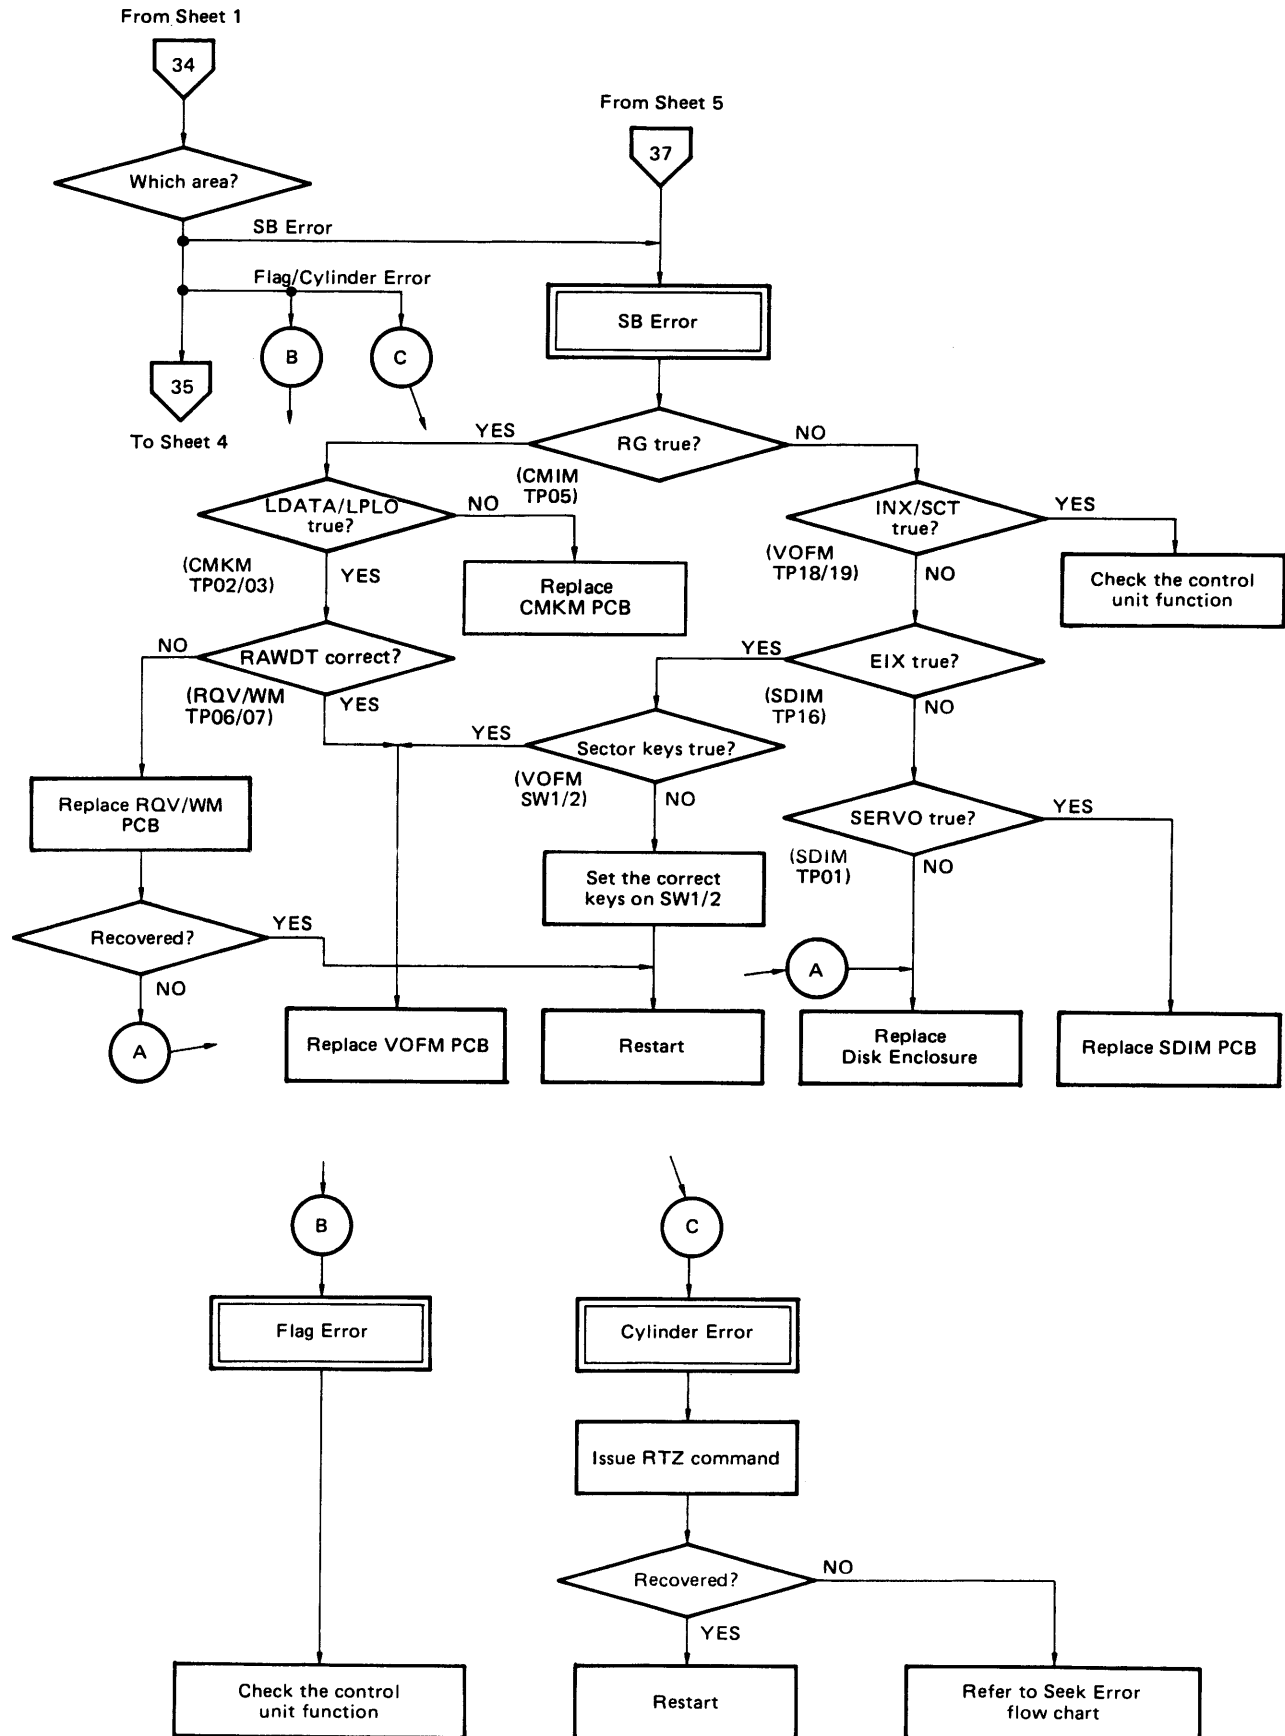 From Sheet 1
34
From Sheet 5
37
Which area?
SB Error
Flag/Cylinder Error
SB Error
B
C
35
To Sheet 4
YES
RG true?
NO
(CMIM
TP05)
LDATA/LPLO
true?
NO
INX/SCT
true?
YES
(CMKM
TP02/03)
YES
(VOFM
TP18/19)
NO
Replace
CMKM PCB
Check the control
unit function
NO
RAWDT correct?
YES
EIX true?
(RQV/WM
TP06/07)
YES
(SDIM
TP16)
NO
YES
Sector keys true?
(VOFM
SW1/2)
NO
Replace RQV/WM
PCB
SERVO true?
YES
(SDIM
TP01)
NO
Set the correct
keys on SW1/2
Recovered?
YES
NO
A
A
Replace VOFM PCB
Restart
Replace
Disk Enclosure
Replace SDIM PCB
B
C
Flag Error
Cylinder Error
Issue RTZ command
Recovered?
NO
YES
Check the control
unit function
Restart
Refer to Seek Error
flow chart